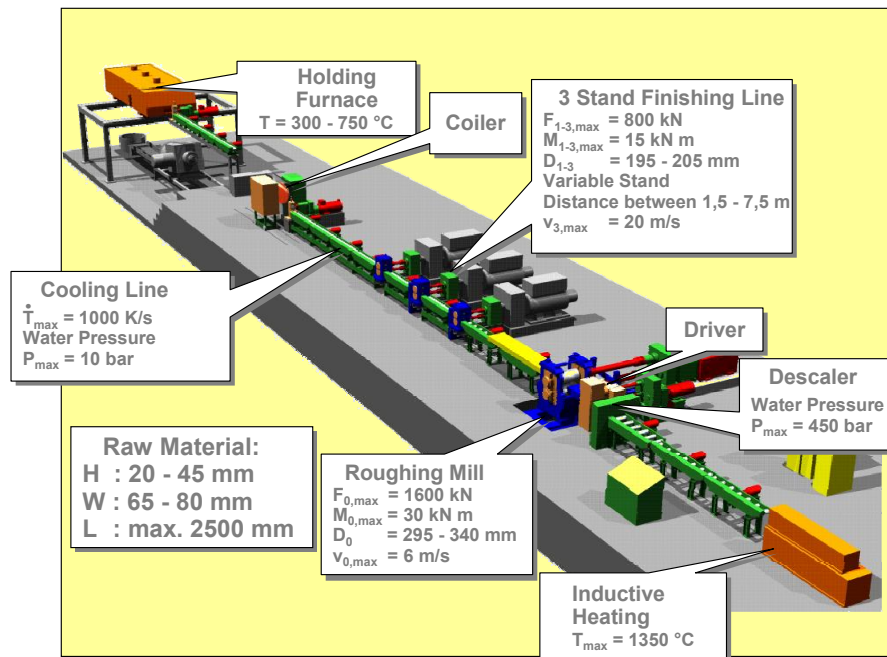 Holding
Furnace
T = 300 - 750 °C
Coiler
3 Stand Finishing Line
F1-3,max = 800 kN
M1-3,max = 15 kN m
D1-3 = 195 - 205 mm
Variable Stand
Distance between 1,5 - 7,5 m
v3,max = 20 m/s
Cooling Line
Ṫmax = 1000 K/s
Water Pressure
Pmax = 10 bar
Driver
Descaler
Water Pressure
Pmax = 450 bar
Raw Material:
H : 20 - 45 mm
W : 65 - 80 mm
L : max. 2500 mm
Roughing Mill
F0,max = 1600 kN
M0,max = 30 kN m
D0 = 295 - 340 mm
v0,max = 6 m/s
Inductive
Heating
Tmax = 1350 °C